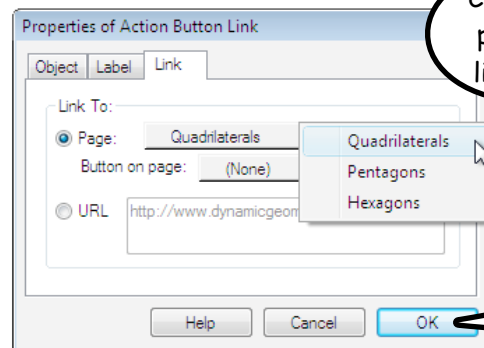 Properties of Action Button Link
Object Label Link
Link To:
Page: Quadrilaterals
Button on page: (None)
URL http://www.dynamicgeom
Quadrilaterals
Pentagons
Hexagons
Help Cancel OK